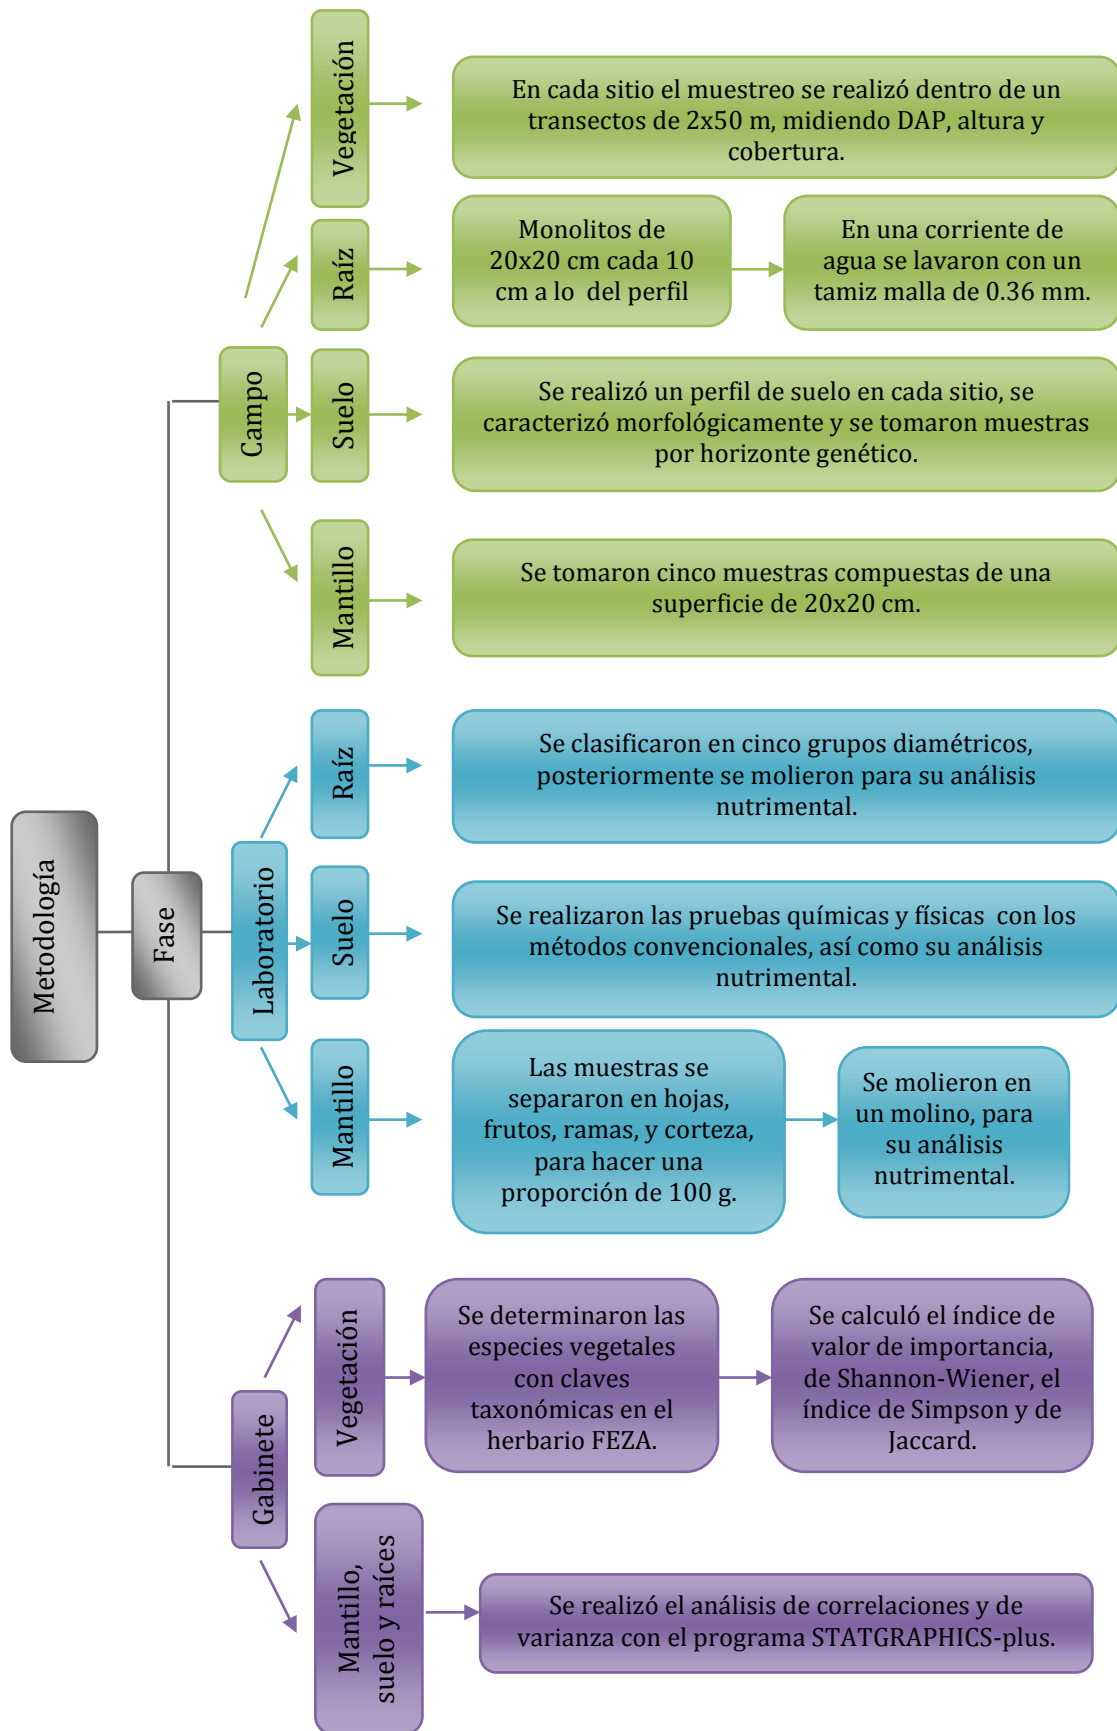 Metodología
Fase
Campo
Vegetación
En cada sitio el muestreo se realizó dentro de un
transectos de 2x50 m, midiendo DAP, altura y
cobertura.
Raíz
Monolitos de
20x20 cm cada 10
cm a lo  del perfil
En una corriente de
agua se lavaron con un
tamiz malla de 0.36 mm.
Suelo
Se realizó un perfil de suelo en cada sitio, se
caracterizó morfológicamente y se tomaron muestras
por horizonte genético.
Mantillo
Se tomaron cinco muestras compuestas de una
superficie de 20x20 cm.
Laboratorio
Raíz
Se clasificaron en cinco grupos diamétricos,
posteriormente se molieron para su análisis
nutrimental.
Suelo
Se realizaron las pruebas químicas y físicas  con los
métodos convencionales, así como su análisis
nutrimental.
Mantillo
Las muestras se
separaron en hojas,
frutos, ramas, y corteza,
para hacer una
proporción de 100 g.
Se molieron en
un molino, para
su análisis
nutrimental.
Gabinete
Vegetación
Se determinaron las
especies vegetales
con claves
taxonómicas en el
herbario FEZA.
Se calculó el índice de
valor de importancia,
de Shannon-Wiener, el
índice de Simpson y de
Jaccard.
Mantillo,
suelo y raíces
Se realizó el análisis de correlaciones y de
varianza con el programa STATGRAPHICS-plus.